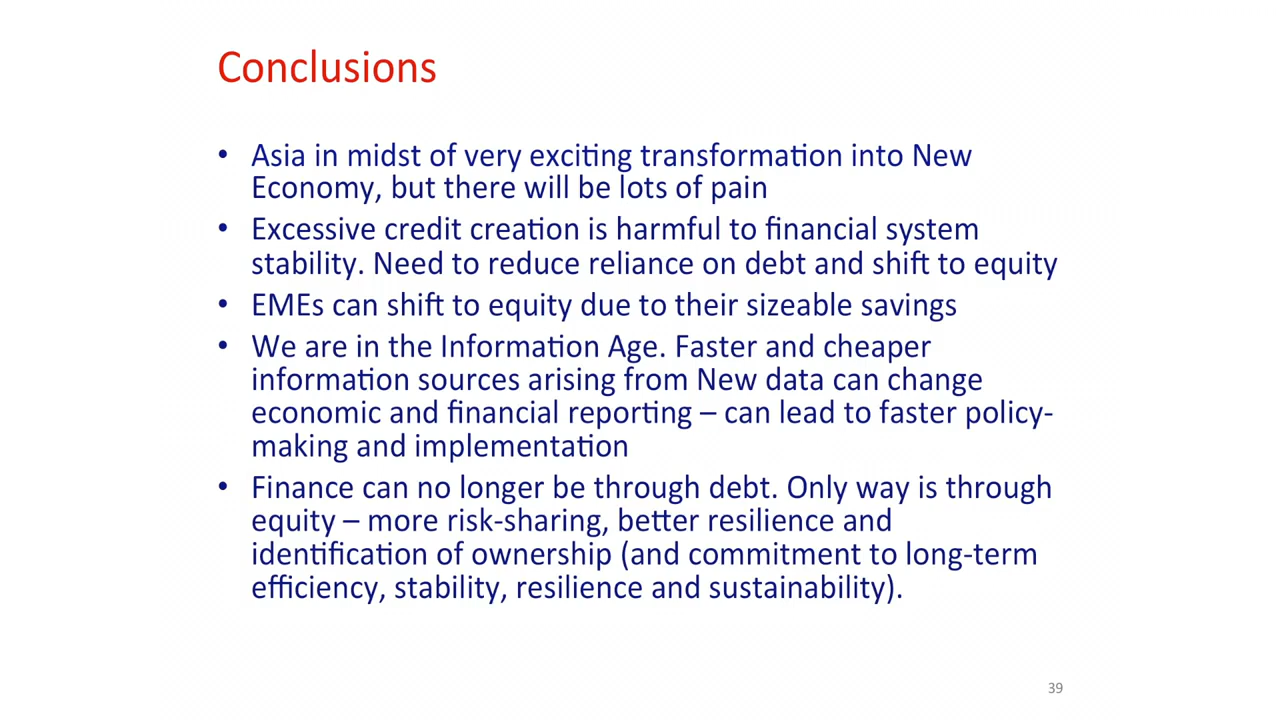 Conclusions
• Asia in midst of very exciting transformation into New
Economy, but there will be lots of pain
• Excessive credit creation is harmful to financial system
stability. Need to reduce reliance on debt and shift to equity
• EMEs can shift to equity due to their sizeable savings
• We are in the Information Age. Faster and cheaper
information sources arising from New data can change
economic and financial reporting – can lead to faster policy-
making and implementation
• Finance can no longer be through debt. Only way is through
equity – more risk-sharing, better resilience and
identification of ownership (and commitment to long-term
efficiency, stability, resilience and sustainability).
39